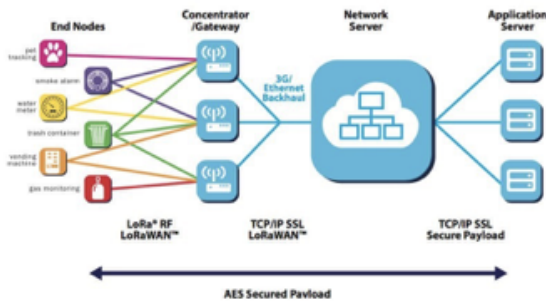 End Nodes
Concentrator
/Gateway
Network
Server
Application
Server
pet
tracking
smoke alarm
water
meter
trash container
vending
machine
gas monitoring
3G/
Ethernet
Backhaul
LoRa® RF
LoRaWAN™
TCP/IP SSL
LoRaWAN™
TCP/IP SSL
Secure Payload
AES Secured Payload